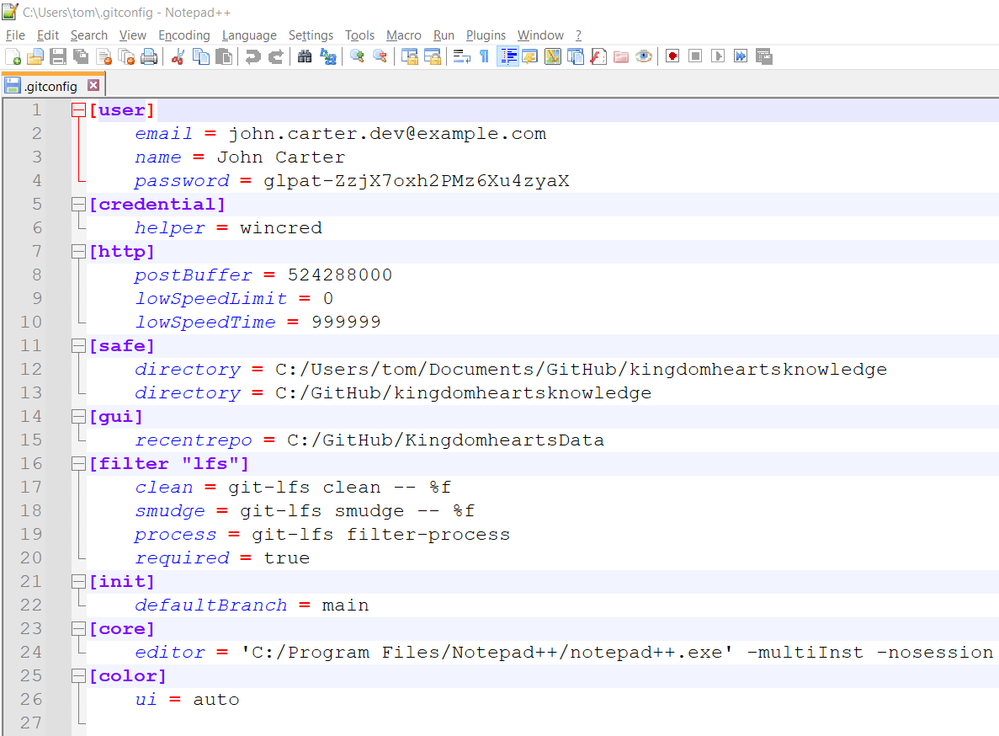 C:\Users\tom\.gitconfig - Notepad++
File Edit Search View Encoding Language Settings Tools Macro Run Plugins Window ?
.gitconfig
1 [user]
2 email = john.carter.dev@example.com
3 name = John Carter
4 password = glpat-ZzjX7oxh2PMz6Xu4zyaX
5 [credential]
6 helper = wincred
7 [http]
8 postBuffer = 524288000
9 lowSpeedLimit = 0
10 lowSpeedTime = 999999
11 [safe]
12 directory = C:/Users/tom/Documents/GitHub/kingdomheartsknowledge
13 directory = C:/GitHub/kingdomheartsknowledge
14 [gui]
15 recentrepo = C:/GitHub/KingdomheartsData
16 [filter "lfs"]
17 clean = git-lfs clean -- %f
18 smudge = git-lfs smudge -- %f
19 process = git-lfs filter-process
20 required = true
21 [init]
22 defaultBranch = main
23 [core]
24 editor = 'C:/Program Files/Notepad++/notepad++.exe' -multiInst -nosession
25 [color]
26 ui = auto
27